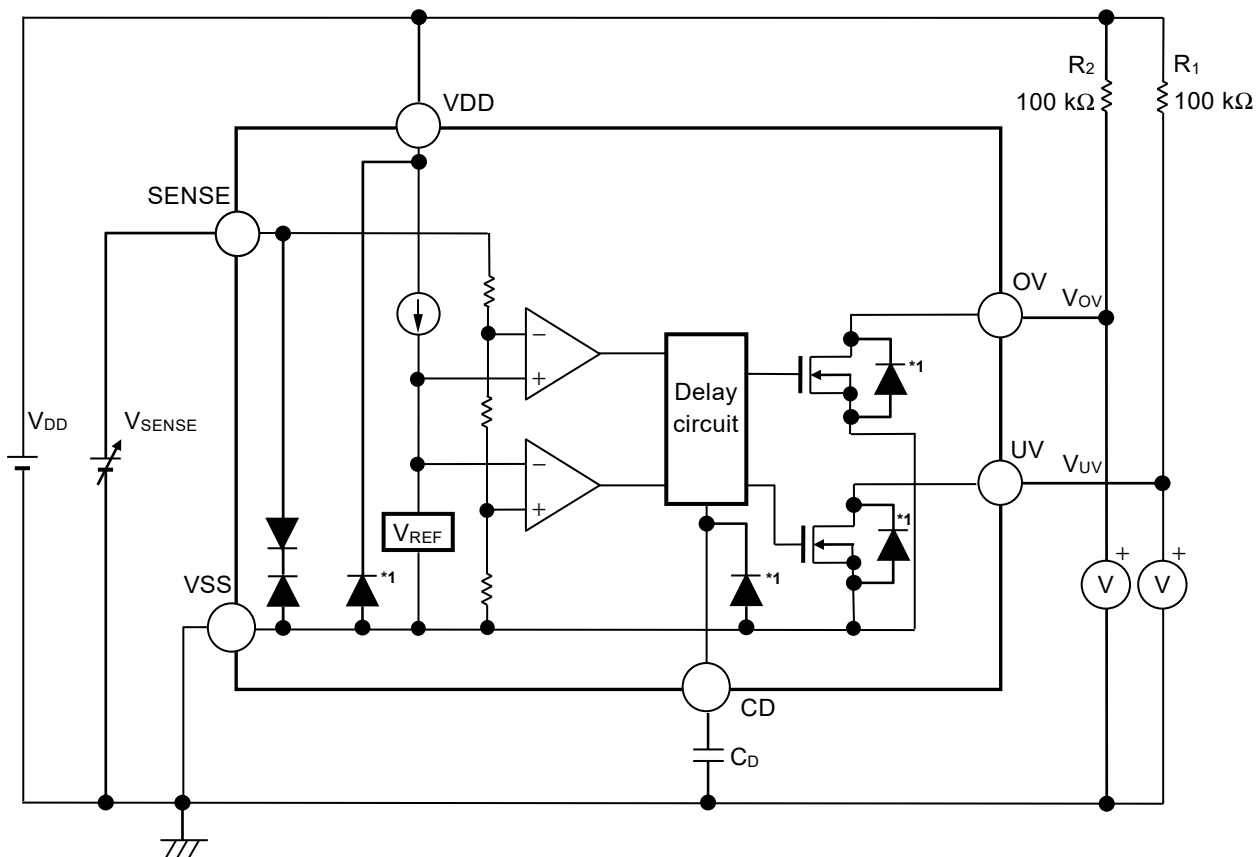 R2
100 kΩ
R1
100 kΩ
VDD
SENSE
OV
VOV
−
+
*1
Delay
circuit
VDD
VSENSE
UV
VUV
−
+
*1
VREF
VSS
*1
*1
+
+
V
V
CD
CD